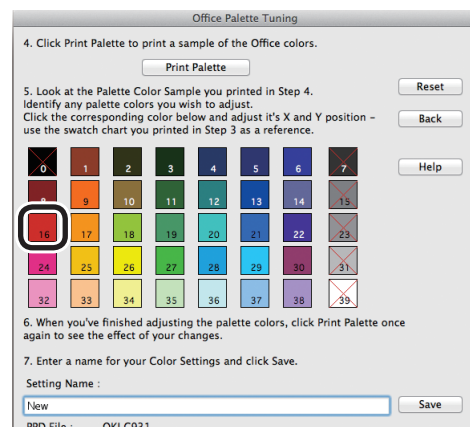 Office Palette Tuning
4. Click Print Palette to print a sample of the Office colors.
Print Palette
5. Look at the Palette Color Sample you printed in Step 4.
Identify any palette colors you wish to adjust.
Click the corresponding color below and adjust it's X and Y position –
use the swatch chart you printed in Step 3 as a reference.
Reset
Back
Help
0 1 2 3 4 5 6 7
8 9 10 11 12 13 14 15
16 17 18 19 20 21 22 23
24 25 26 27 28 29 30 31
32 33 34 35 36 37 38 39
6. When you've finished adjusting the palette colors, click Print Palette once
again to see the effect of your changes.
7. Enter a name for your Color Settings and click Save.
Setting Name :
New
Save
PPD File : OKLC931